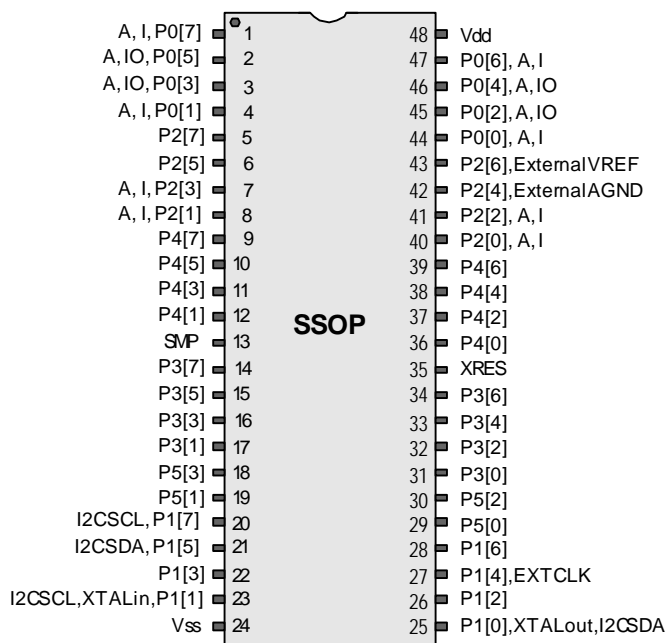 A, I, P0[7] 1 48 Vdd
A, IO, P0[5] 2 47 P0[6], A, I
A, IO, P0[3] 3 46 P0[4], A, IO
A, I, P0[1] 4 45 P0[2], A, IO
P2[7] 5 44 P0[0], A, I
P2[5] 6 43 P2[6], External VREF
A, I, P2[3] 7 42 P2[4], External AGND
A, I, P2[1] 8 41 P2[2], A, I
P4[7] 9 40 P2[0], A, I
P4[5] 10 39 P4[6]
P4[3] 11 38 P4[4]
P4[1] 12 37 P4[2]
SSOP
SMP 13 36 P4[0]
P3[7] 14 35 XRES
P3[5] 15 34 P3[6]
P3[3] 16 33 P3[4]
P3[1] 17 32 P3[2]
P5[3] 18 31 P3[0]
P5[1] 19 30 P5[2]
I2CSCL, P1[7] 20 29 P5[0]
I2CSDA, P1[5] 21 28 P1[6]
P1[3] 22 27 P1[4], EXTCLK
I2CSCL, XTALin, P1[1] 23 26 P1[2]
Vss 24 25 P1[0], XTALout, I2CSDA